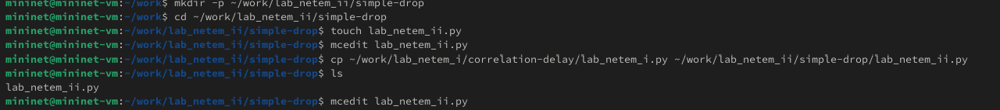 mininet@mininet-vm:~/work$ mkdir -p ~/work/lab_netem_ii/simple-drop
mininet@mininet-vm:~/work$ cd ~/work/lab_netem_ii/simple-drop
mininet@mininet-vm:~/work/lab_netem_ii/simple-drop$ touch lab_netem_ii.py
mininet@mininet-vm:~/work/lab_netem_ii/simple-drop$ mcedit lab_netem_ii.py
mininet@mininet-vm:~/work/lab_netem_ii/simple-drop$ cp ~/work/lab_netem_i/correlation-delay/lab_netem_i.py ~/work/lab_netem_ii/simple-drop/lab_netem_ii.py
mininet@mininet-vm:~/work/lab_netem_ii/simple-drop$ ls
lab_netem_ii.py
mininet@mininet-vm:~/work/lab_netem_ii/simple-drop$ mcedit lab_netem_ii.py